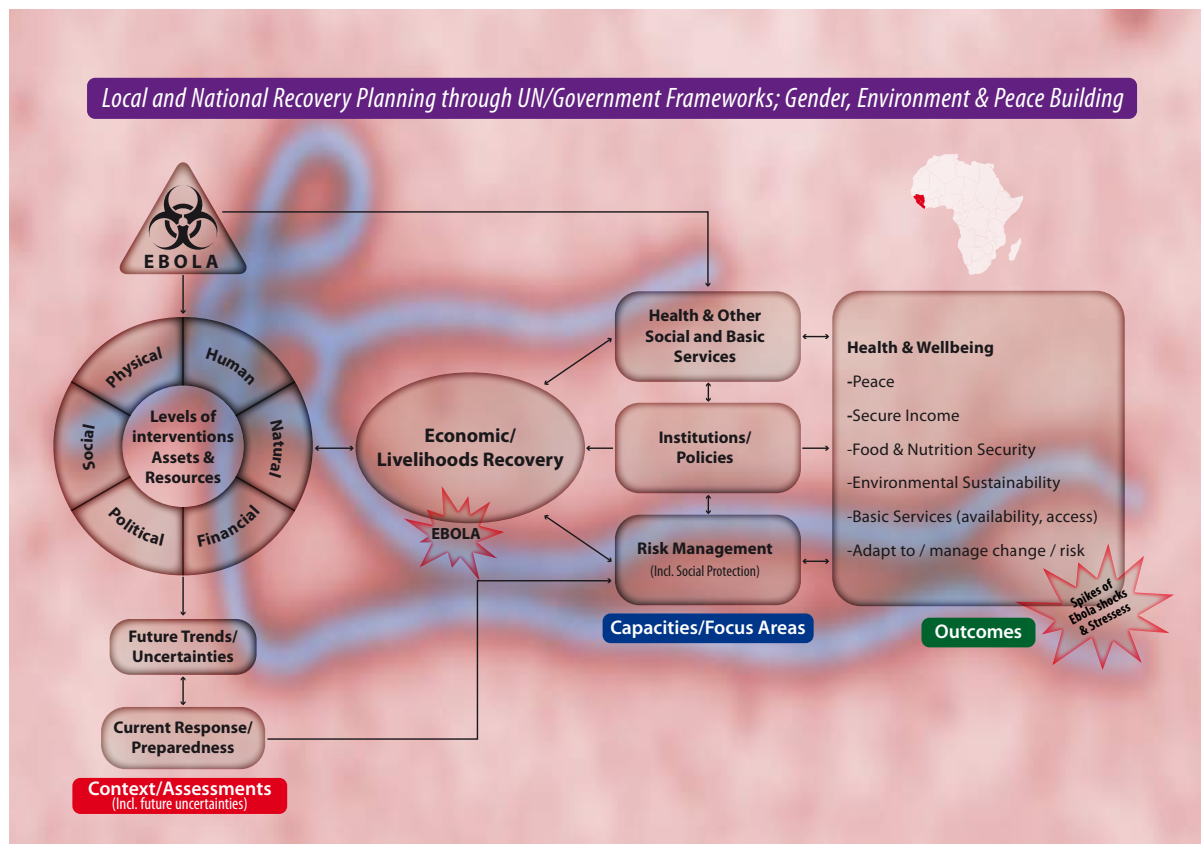 Local and National Recovery Planning through UN/Government Frameworks; Gender, Environment & Peace Building
EBOLA
Physical
Human
Natural
Financial
Political
Social
Levels of
interventions
Assets &
Resources
Future Trends/
Uncertainties
Current Response/
Preparedness
Context/Assessments
(Incl. future uncertainties)
Economic/
Livelihoods Recovery
EBOLA
Health & Other
Social and Basic
Services
Institutions/
Policies
Risk Management
(Incl. Social Protection)
Capacities/Focus Areas
Health & Wellbeing
-Peace
-Secure Income
-Food & Nutrition Security
-Environmental Sustainability
-Basic Services (availability, access)
-Adapt to / manage change / risk
Outcomes
Spikes of
Ebola shocks
& Stressess